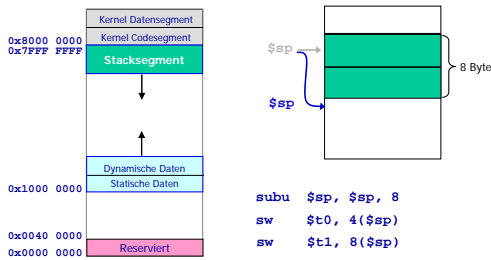 Kernel Datensegment
Kernel Codesegment
0x8000 0000
0x7FFF FFFF
Stacksegment
Dynamische Daten
Statische Daten
0x1000 0000
0x0040 0000
Reserviert
0x0000 0000
$sp
8 Byte
$sp
subu $sp, $sp, 8
sw $t0, 4($sp)
sw $t1, 8($sp)